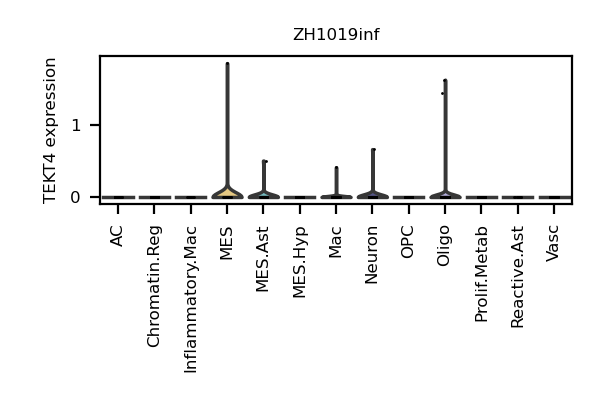 ZH1019inf
TEKT4 expression
1
0
AC
Chromatin.Reg
Inflammatory.Mac
MES
MES.Ast
MES.Hyp
Mac
Neuron
OPC
Oligo
Prolif.Metab
Reactive.Ast
Vasc